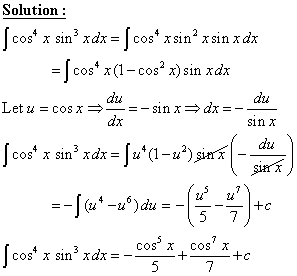 Solution :
∫cos⁴ x sin³ x dx = ∫cos⁴ x sin² x sin x dx
= ∫cos⁴ x (1 − cos² x) sin x dx
Let u = cos x ⇒ du/dx = − sin x ⇒ dx = − du/sin x
∫cos⁴ x sin³ x dx = ∫u⁴ (1 − u²) sin x (− du/sin x)
= −∫(u⁴ − u⁶) du = −(u⁵/5 − u⁷/7) + c
∫cos⁴ x sin³ x dx = − cos⁵ x/5 + cos⁷ x/7 + c